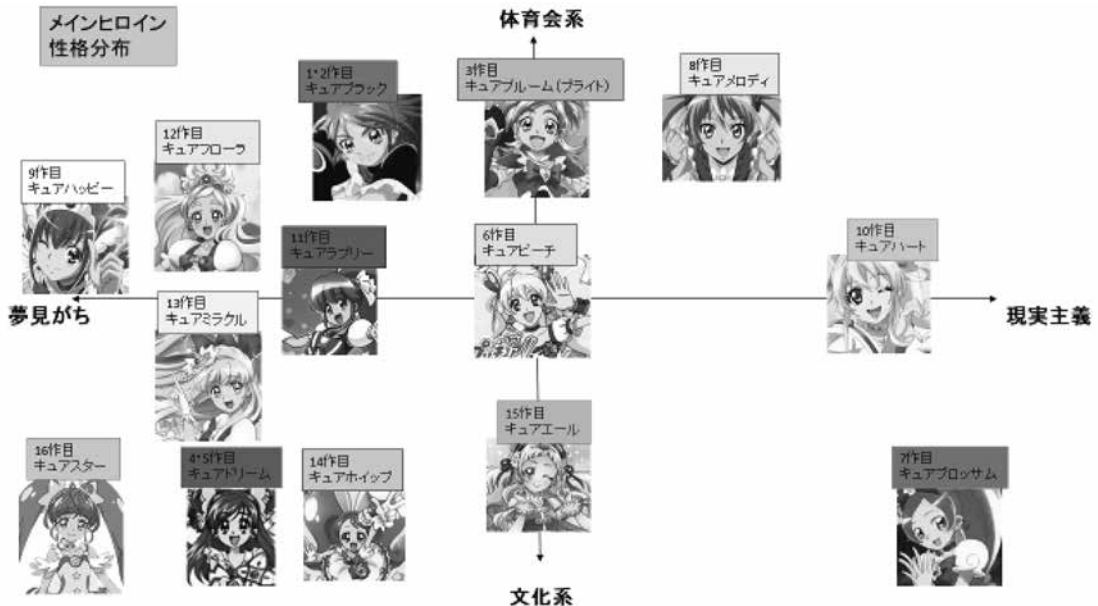 メインヒロイン
性格分布
体育会系
1・2作目
キュアブラック
3作目
キュアブルーム(ブライト)
8作目
キュアメロディ
12作目
キュアフローラ
9作目
キュアハッピー
11作目
キュアラブリー
6作目
キュアピーチ
10作目
キュアハート
夢見がち
13作目
キュアミラクル
現実主義
15作目
キュアエール
16作目
キュアスター
4・5作目
キュアドリーム
14作目
キュアホイップ
7作目
キュアブロッサム
文化系